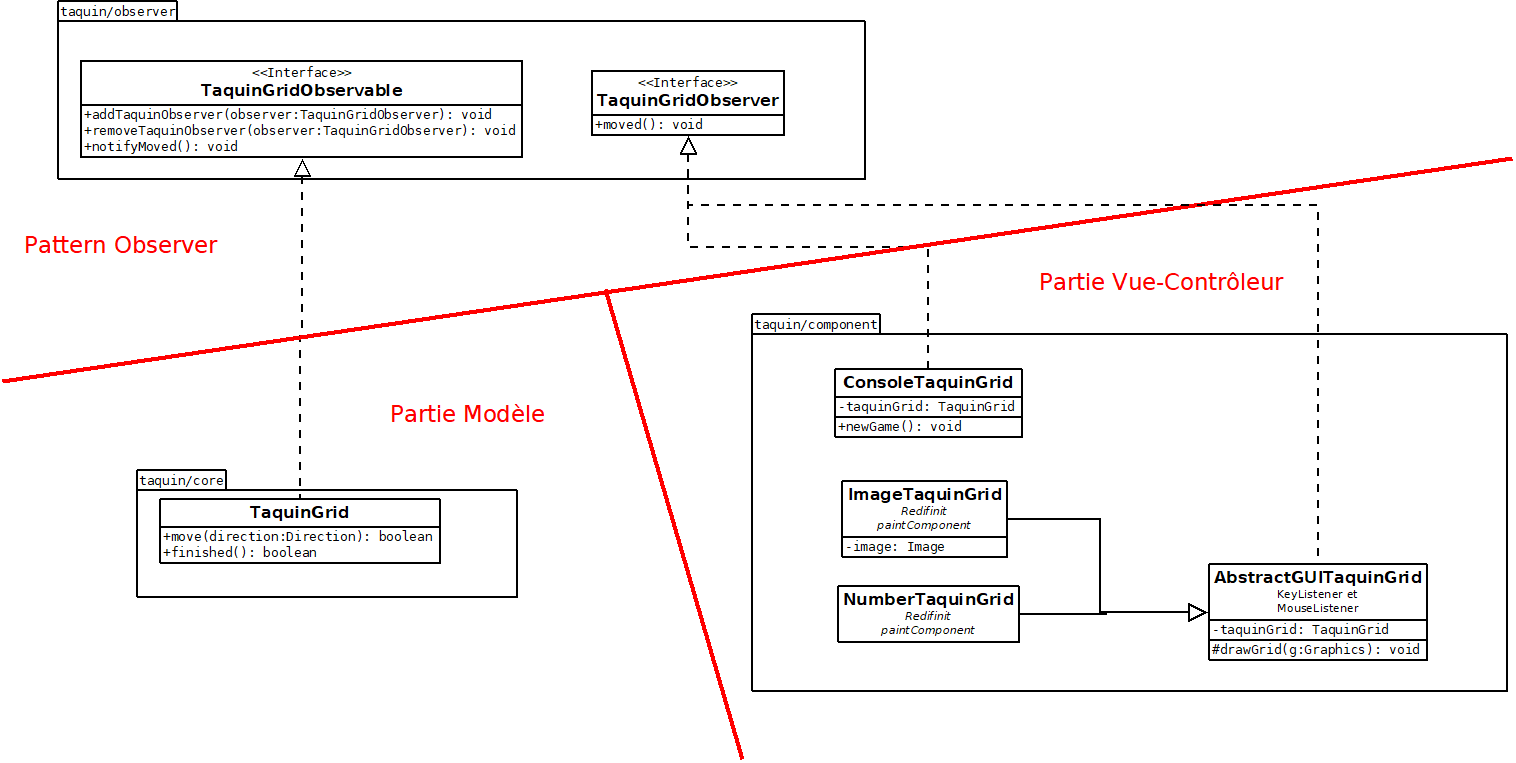 taquin/observer
<<Interface>>
TaquinGridObservable
+addTaquinObserver(observer:TaquinGridObserver): void
+removeTaquinObserver(observer:TaquinGridObserver): void
+notifyMoved(): void
<<Interface>>
TaquinGridObserver
+moved(): void
Pattern Observer
Partie Vue-Contrôleur
Partie Modèle
taquin/core
TaquinGrid
+move(direction:Direction): boolean
+finished(): boolean
taquin/component
ConsoleTaquinGrid
-taquinGrid: TaquinGrid
+newGame(): void
ImageTaquinGrid
Redifinit
paintComponent
-image: Image
NumberTaquinGrid
Redifinit
paintComponent
AbstractGUITaquinGrid
KeyListener et
MouseListener
-taquinGrid: TaquinGrid
#drawGrid(g:Graphics): void